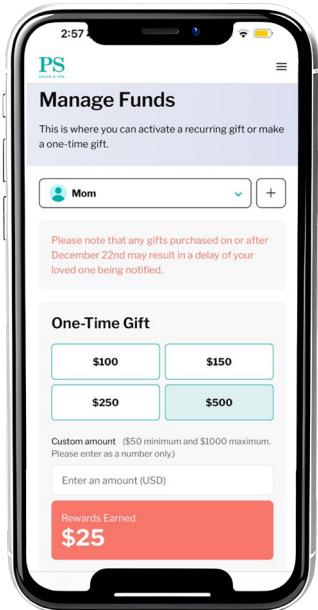 2:57
PS
SALON & SPA
Manage Funds
This is where you can activate a recurring gift or make
a one-time gift.
Mom
+
Please note that any gifts purchased on or after
December 22nd may result in a delay of your
loved one being notified.
One-Time Gift
$100 $150
$250 $500
Custom amount ($50 minimum and $1000 maximum.
Please enter as a number only.)
Enter an amount (USD)
Rewards Earned
$25